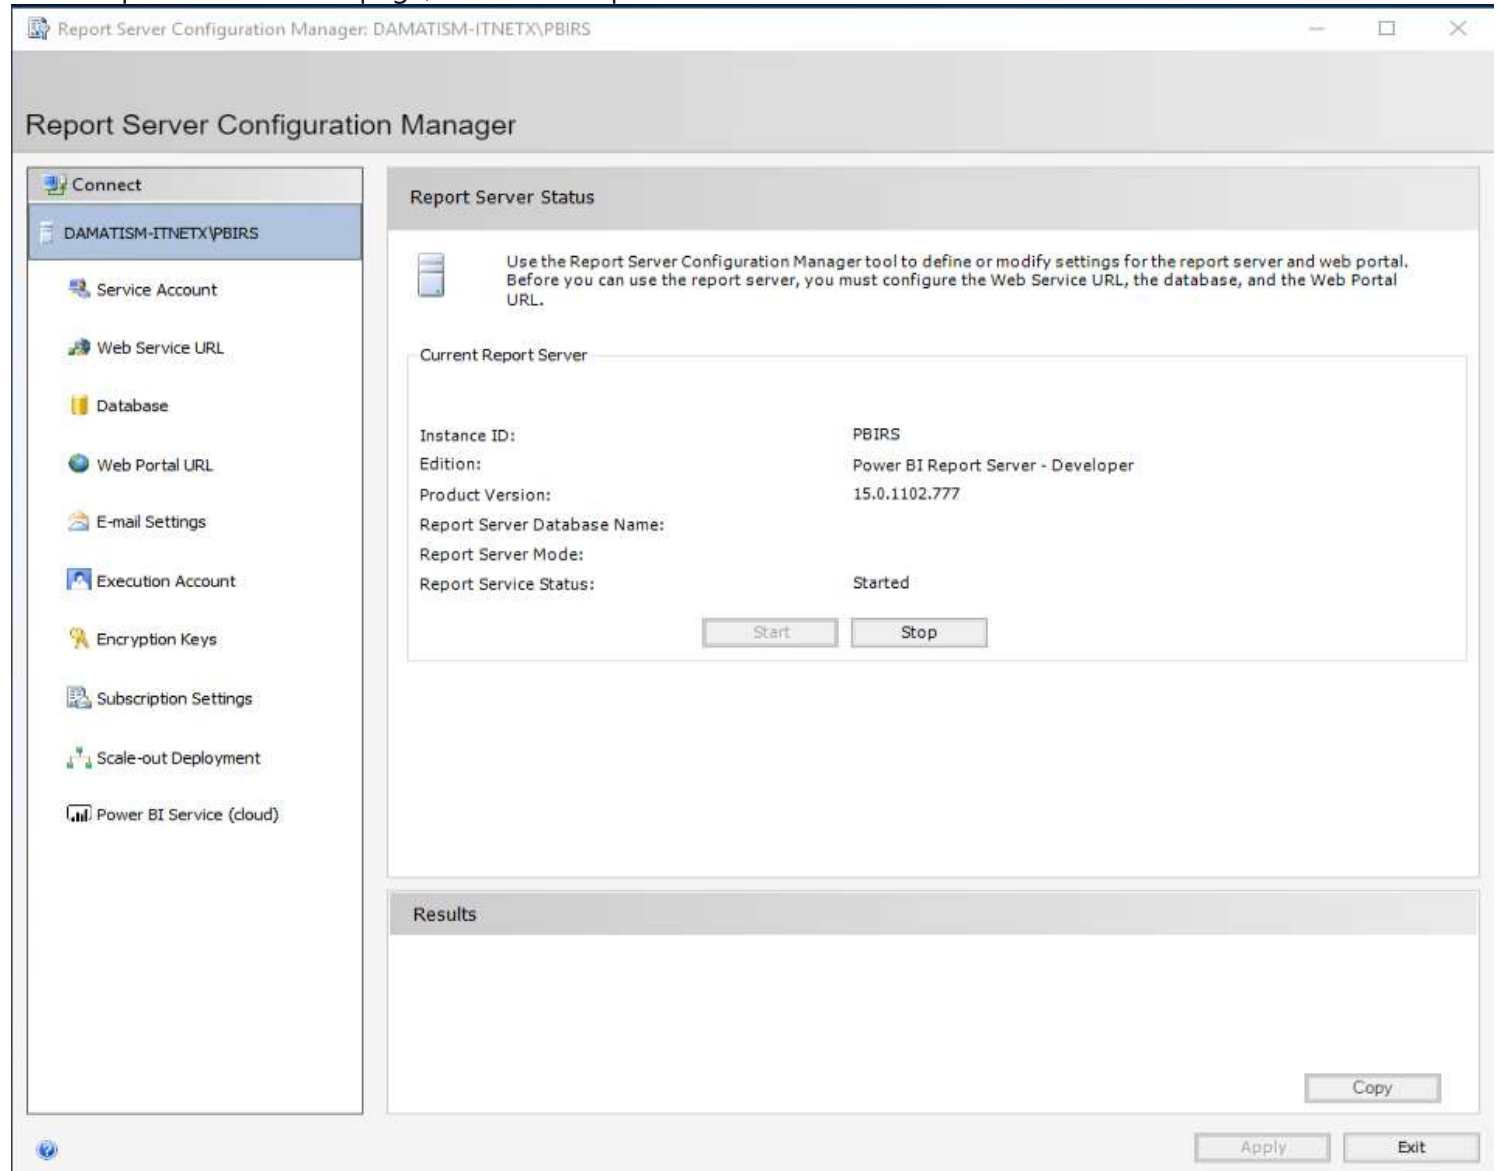 Report Server Configuration Manager: DAMATISM-ITNETX\PBIRS
Report Server Configuration Manager
Connect
DAMATISM-ITNETX\PBIRS
Service Account
Web Service URL
Database
Web Portal URL
E-mail Settings
Execution Account
Encryption Keys
Subscription Settings
Scale-out Deployment
Power BI Service (cloud)
Report Server Status
Use the Report Server Configuration Manager tool to define or modify settings for the report server and web portal.
Before you can use the report server, you must configure the Web Service URL, the database, and the Web Portal
URL.
Current Report Server
Instance ID: PBIRS
Edition: Power BI Report Server - Developer
Product Version: 15.0.1102.777
Report Server Database Name:
Report Server Mode:
Report Service Status: Started
Start Stop
Results
Copy
Apply Exit